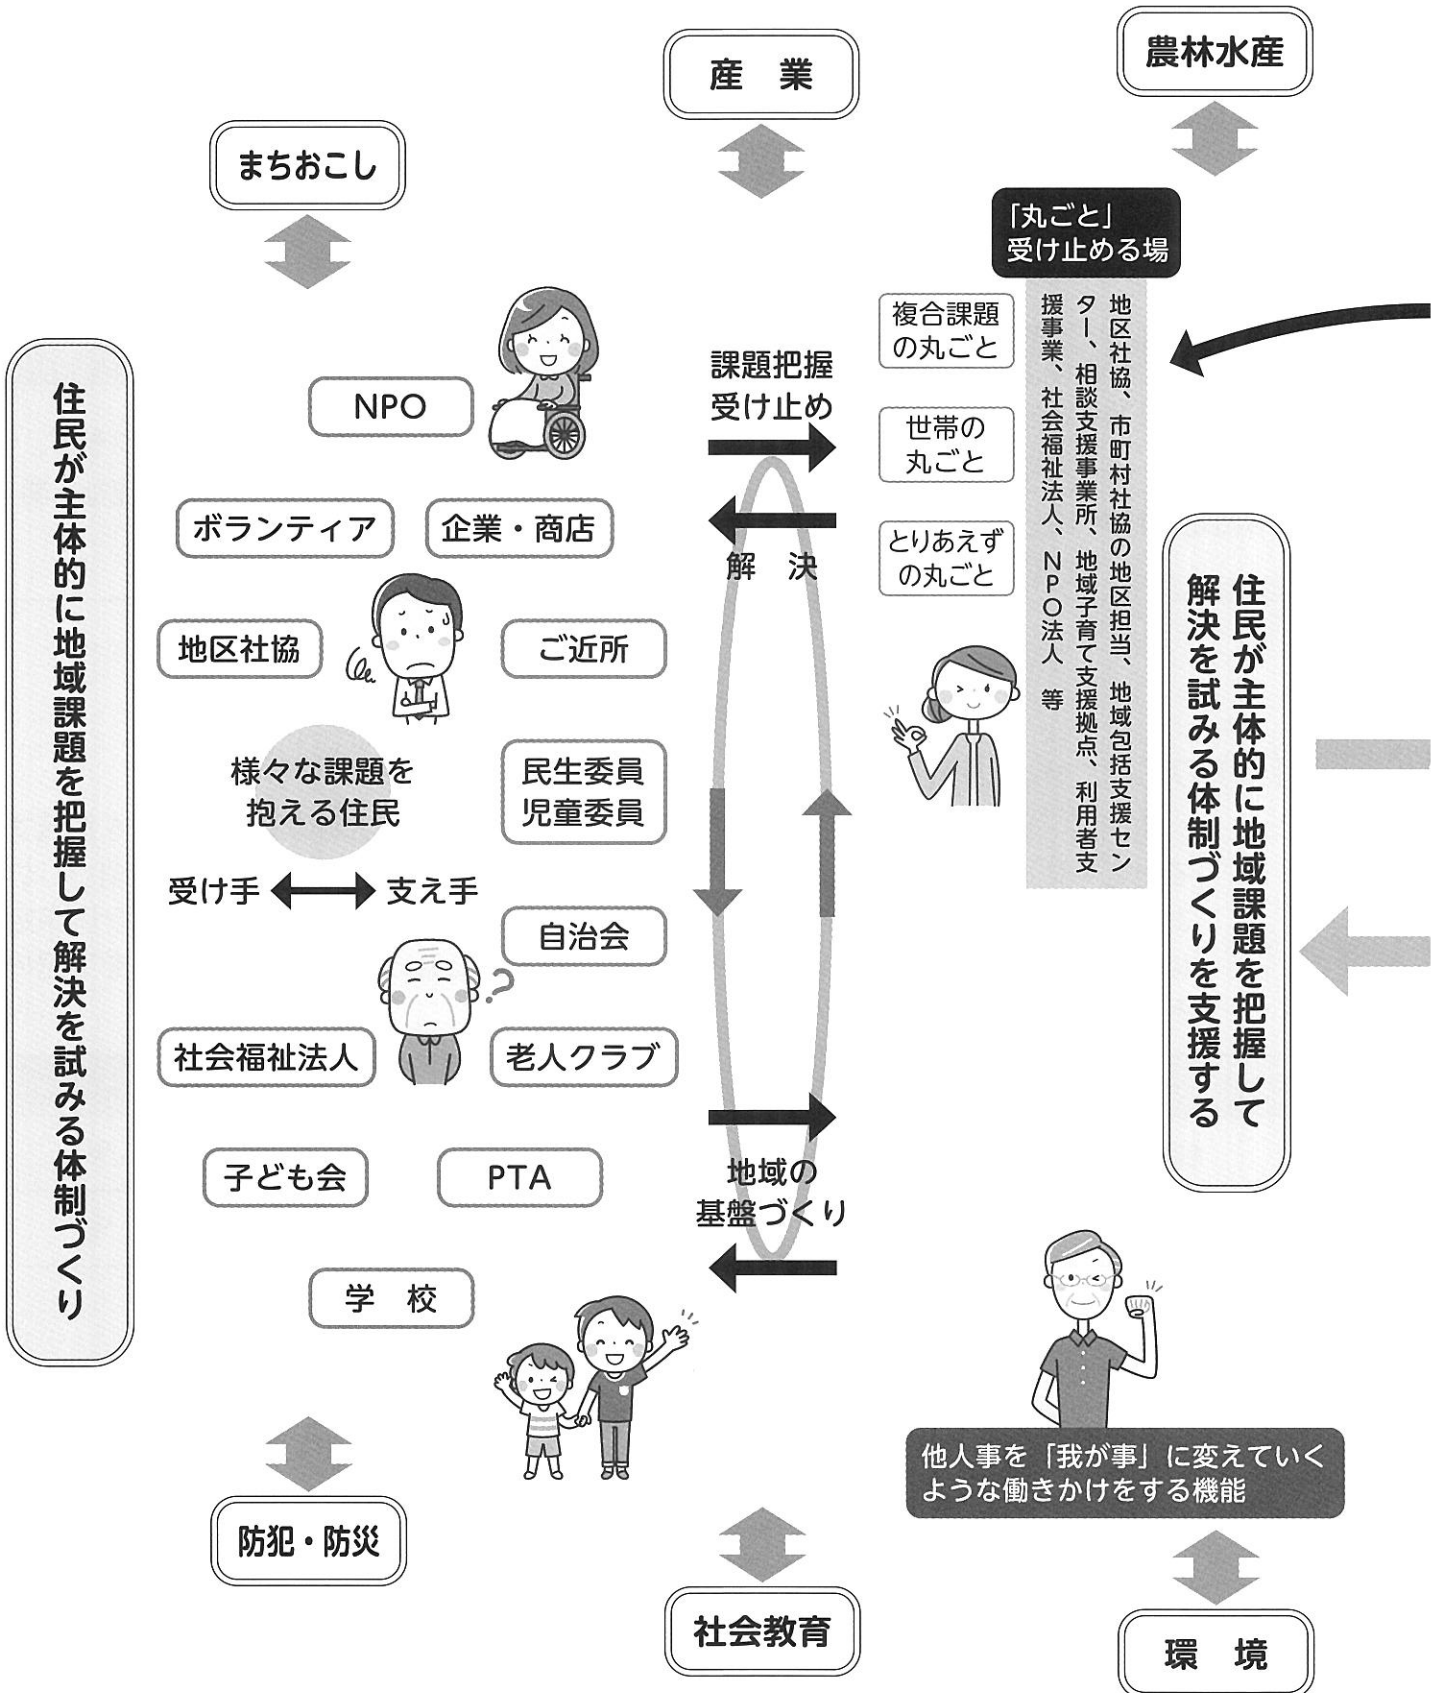 農林水産
産　業
まちおこし
「丸ごと」
受け止める場
地区社協、市町村社協の地区担当、地域包括支援セン
ター、相談支援事業所、地域子育て支援拠点、利用者支
援事業、社会福祉法人、NPO法人　等
複合課題
の丸ごと
世帯の
丸ごと
とりあえず
の丸ごと
課題把握
受け止め
解　決
住民が主体的に地域課題を把握して解決を試みる体制づくり
NPO
ボランティア
企業・商店
地区社協
ご近所
様々な課題を
抱える住民
民生委員
児童委員
受け手
支え手
自治会
社会福祉法人
老人クラブ
子ども会
PTA
学　校
地域の
基盤づくり
住民が主体的に地域課題を把握して
解決を試みる体制づくりを支援する
他人事を「我が事」に変えていく
ような働きかけをする機能
防犯・防災
社会教育
環　境